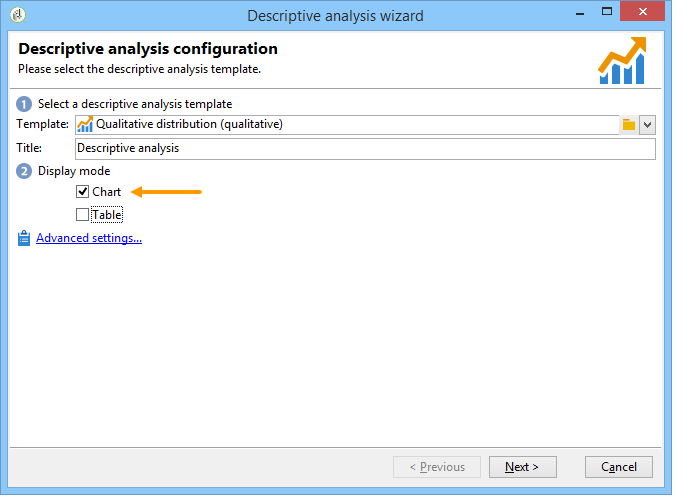 Descriptive analysis wizard
Descriptive analysis configuration
Please select the descriptive analysis template.
1 Select a descriptive analysis template
Template: Qualitative distribution (qualitative)
Title: Descriptive analysis
2 Display mode
Chart
Table
Advanced settings...
< Previous Next > Cancel